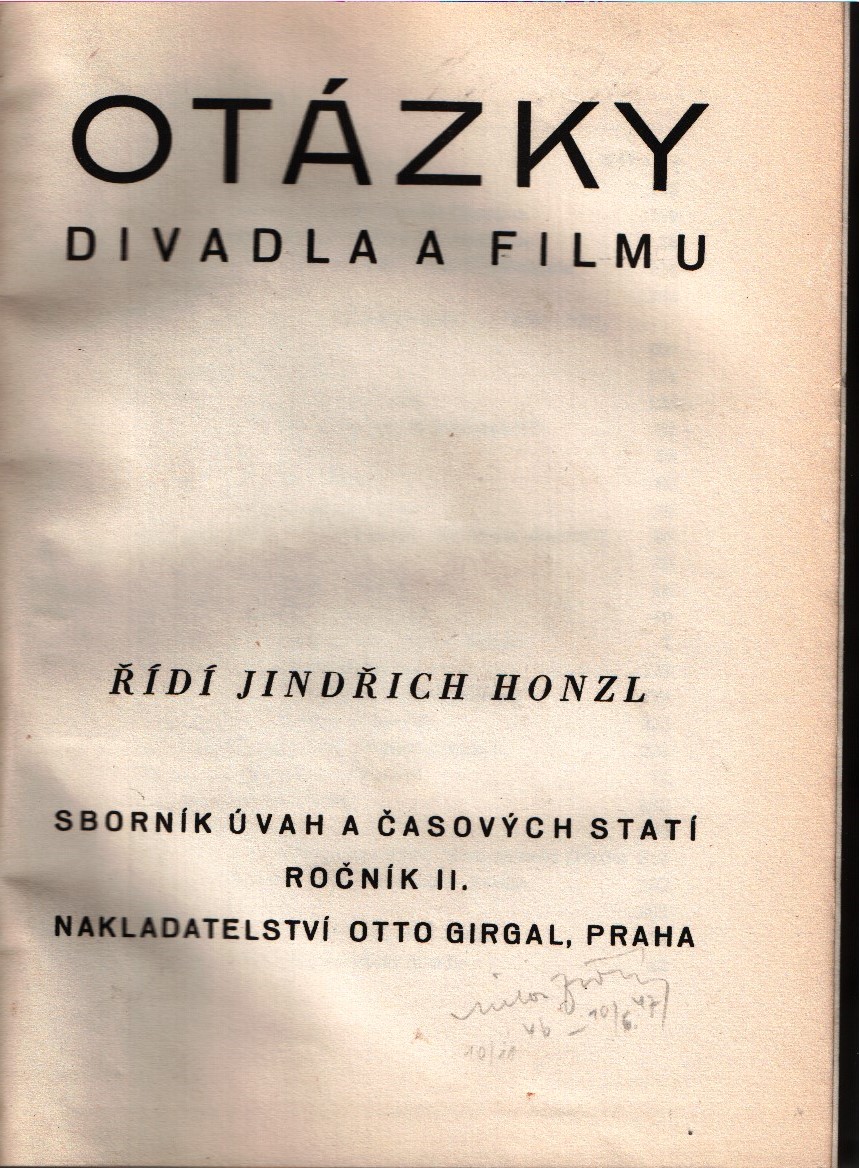 OTÁZKY
DIVADLA A FILMU
ŘÍDÍ JINDŘICH HONZL
SBORNÍK ÚVAH A ČASOVÝCH STATÍ
ROČNÍK II.
NAKLADATELSTVÍ OTTO GIRGAL, PRAHA